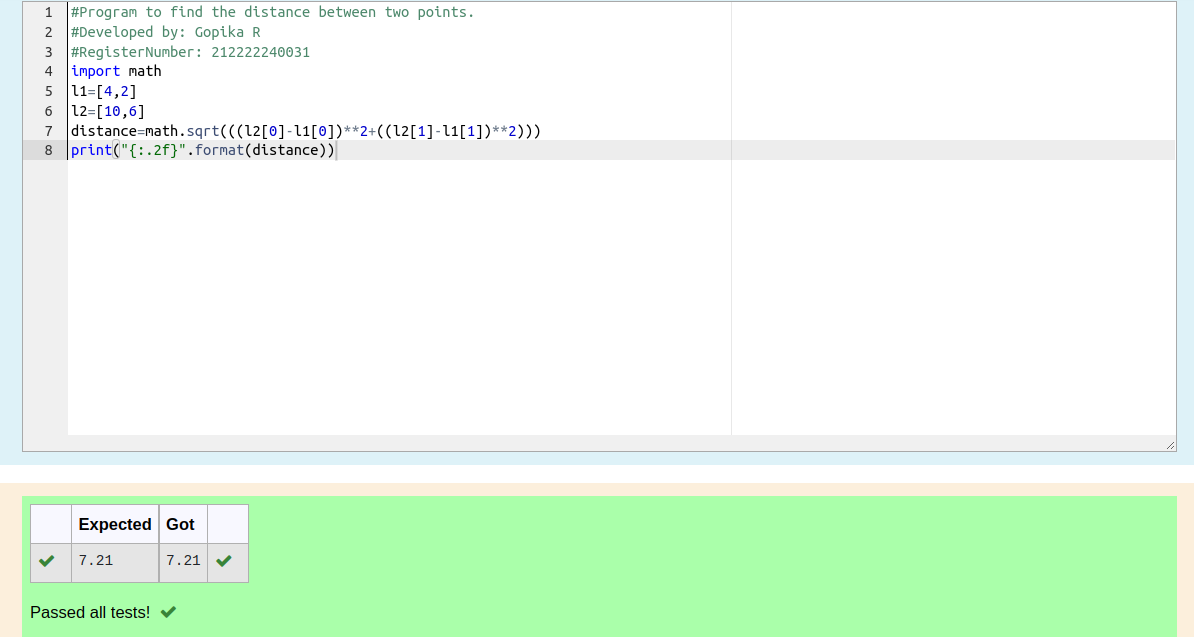 1 #Program to find the distance between two points.
2 #Developed by: Gopika R
3 #RegisterNumber: 212222240031
4 import math
5 l1=[4,2]
6 l2=[10,6]
7 distance=math.sqrt(((l2[0]-l1[0])**2+((l2[1]-l1[1])**2)))
8 print("{:.2f}".format(distance))
Expected Got
7.21 7.21
Passed all tests!